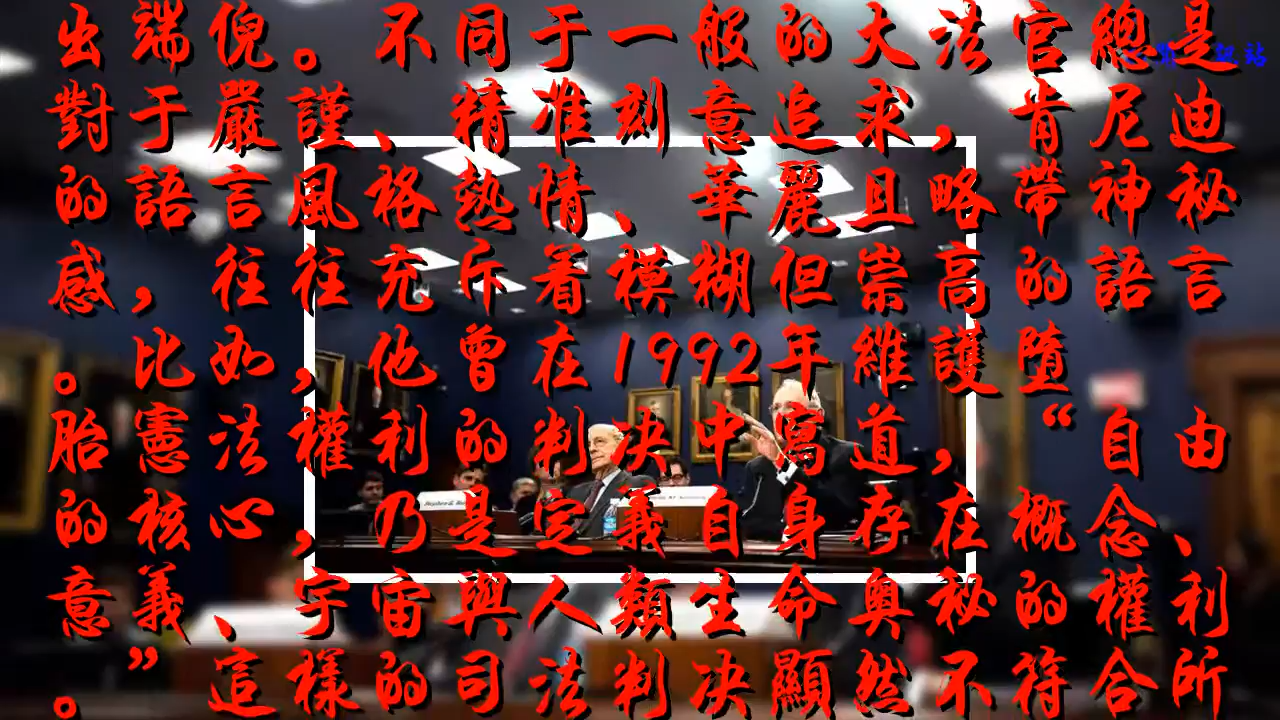 出端倪。不同于一般的大法官總是
對于嚴謹、精准刻意追求，肯尼迪
的語言風格熱情、華麗且略帶神秘
感，往往充斥着模糊但崇高的語言
。比如，他曾在1992年維護墮
胎憲法權利的判决中寫道，“自由
的核心，乃是定義自身存在概念、
意義、宇宙與人類生命奧秘的權利
。”這樣的司法判决顯然不符合所
訊站
Stephen G.